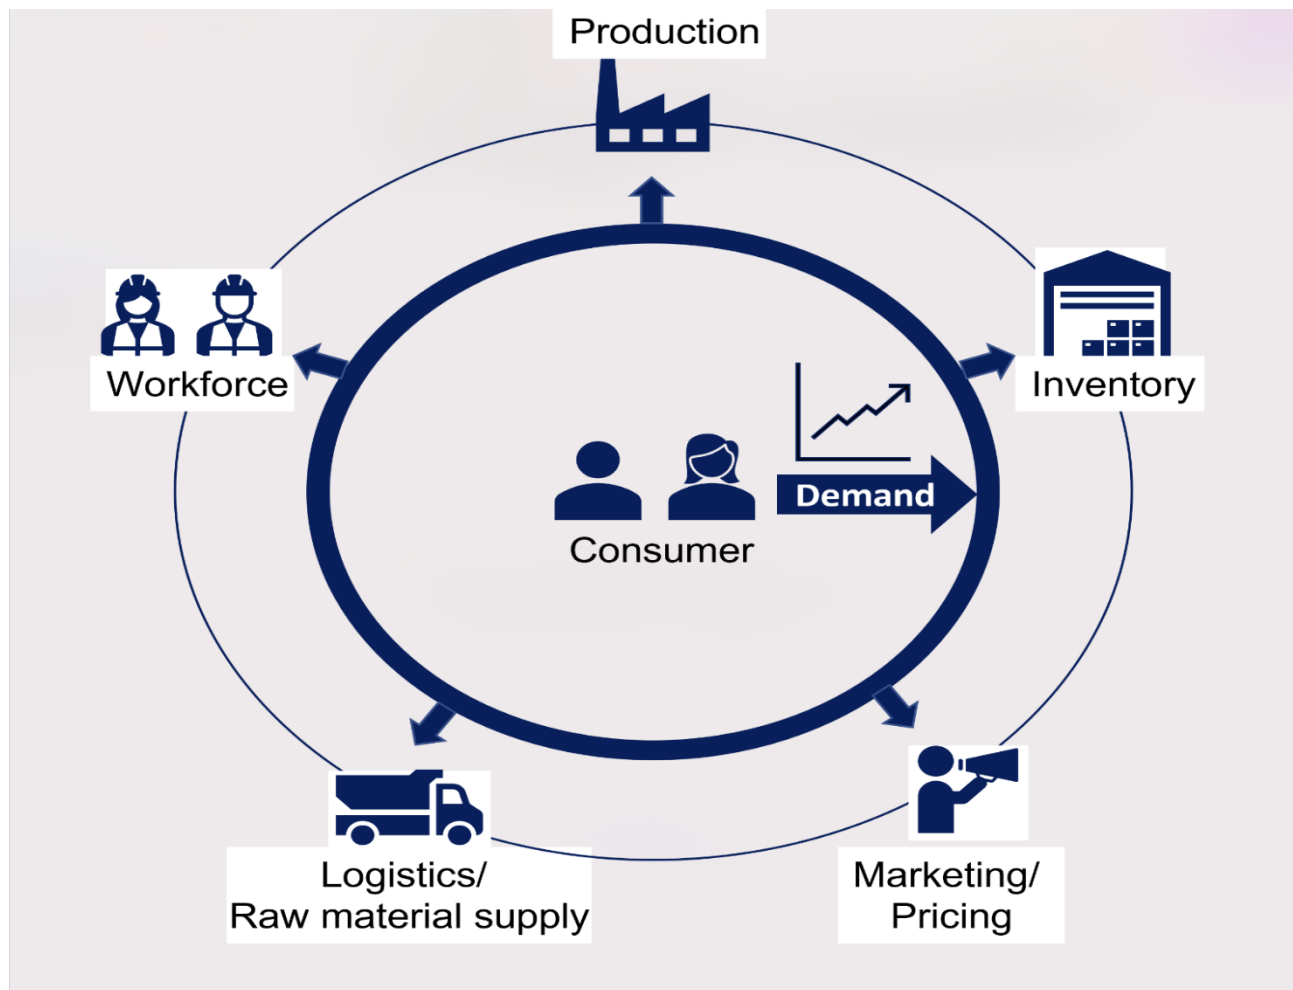 Production
Workforce
Inventory
Demand
Consumer
Logistics/
Raw material supply
Marketing/
Pricing